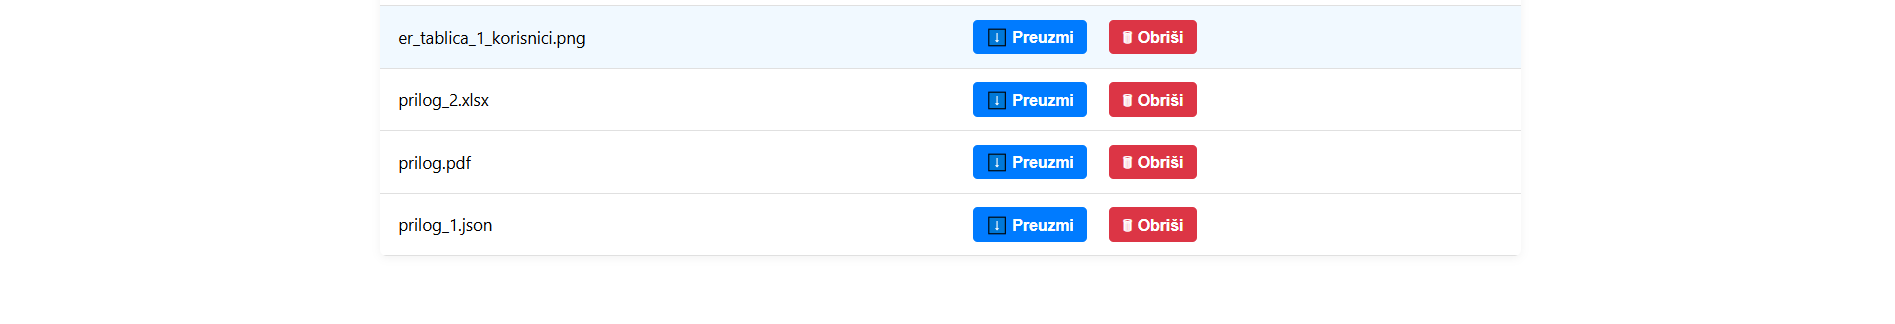 er_tablica_1_korisnici.png Preuzmi Obriši
prilog_2.xlsx Preuzmi Obriši
prilog.pdf Preuzmi Obriši
prilog_1.json Preuzmi Obriši